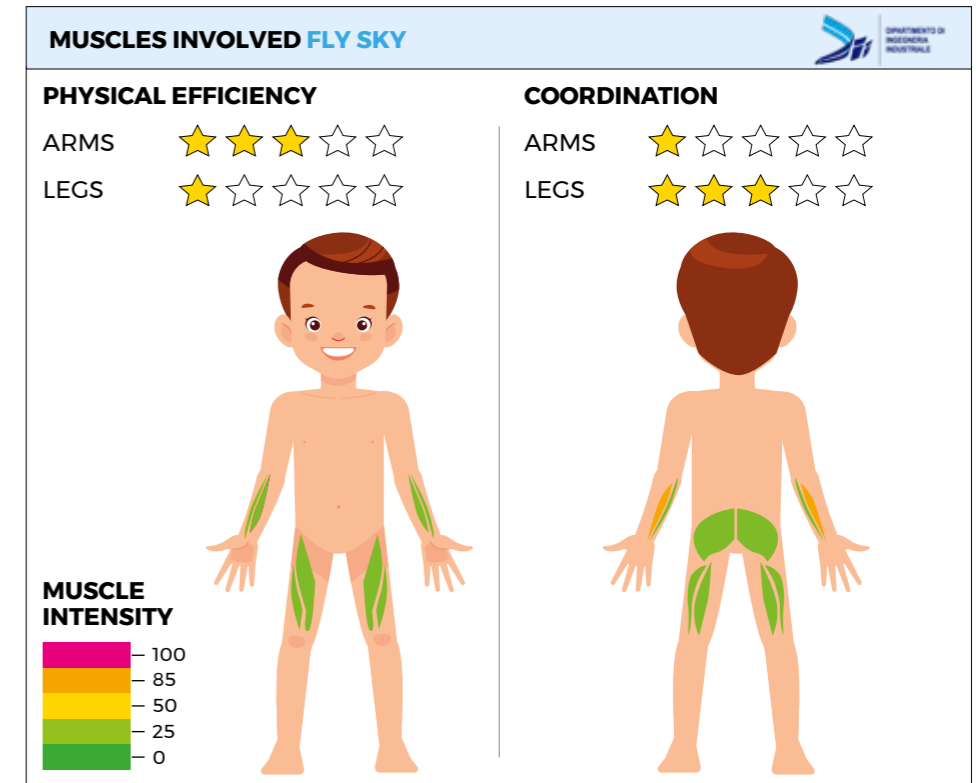 MUSCLES INVOLVED FLY SKY
DIPARTIMENTO DI
INGEGNERIA
INDUSTRIALE
PHYSICAL EFFICIENCY
ARMS
LEGS
COORDINATION
ARMS
LEGS
MUSCLE
INTENSITY
100
85
50
25
0